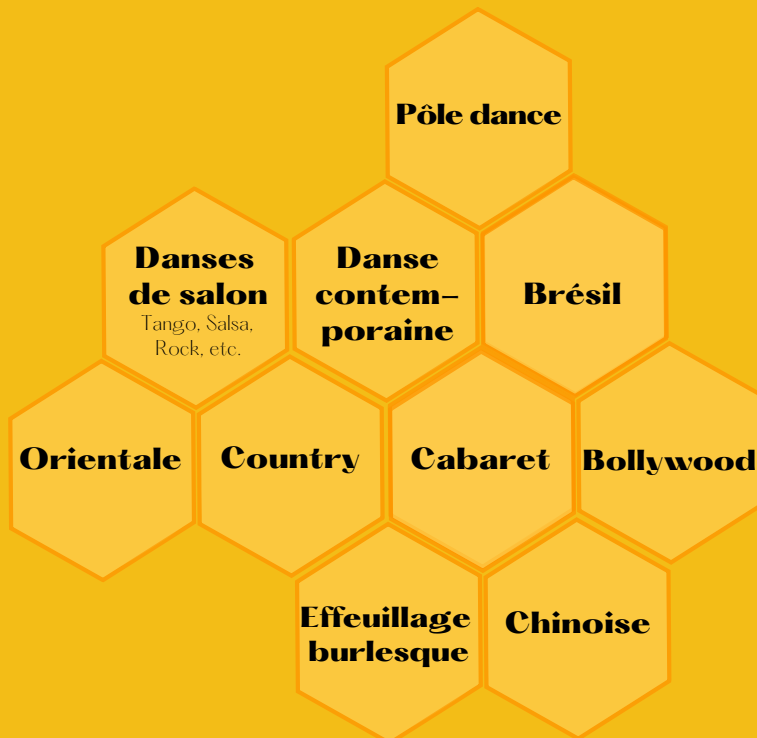 Pôle dance
Danses
de salon
Tango, Salsa,
Rock, etc.
Danse
contem-
poraine
Brésil
Orientale
Country
Cabaret
Bollywood
Effeuillage
burlesque
Chinoise